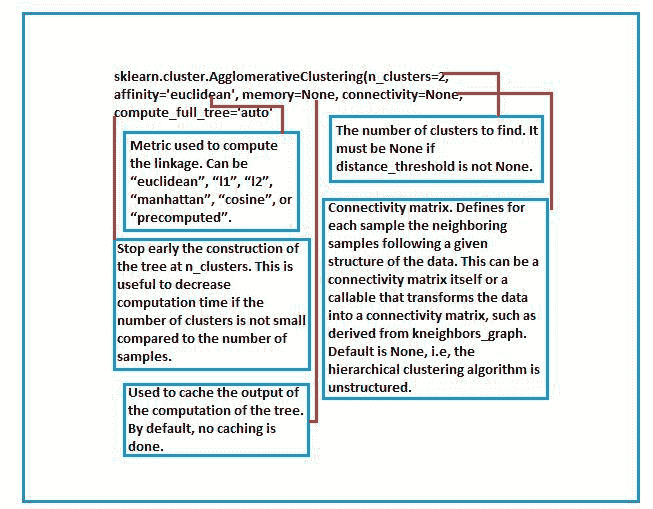 sklearn.cluster.AgglomerativeClustering(n_clusters=2,
affinity='euclidean', memory=None, connectivity=None,
compute_full_tree='auto'
Metric used to compute
the linkage. Can be
“euclidean”, “l1”, “l2”,
“manhattan”, “cosine”, or
“precomputed”.
The number of clusters to find. It
must be None if
distance_threshold is not None.
Stop early the construction of
the tree at n_clusters. This is
useful to decrease
computation time if the
number of clusters is not small
compared to the number of
samples.
Connectivity matrix. Defines for
each sample the neighboring
samples following a given
structure of the data. This can be a
connectivity matrix itself or a
callable that transforms the data
into a connectivity matrix, such as
derived from kneighbors_graph.
Default is None, i.e, the
hierarchical clustering algorithm is
unstructured.
Used to cache the output of
the computation of the tree.
By default, no caching is
done.